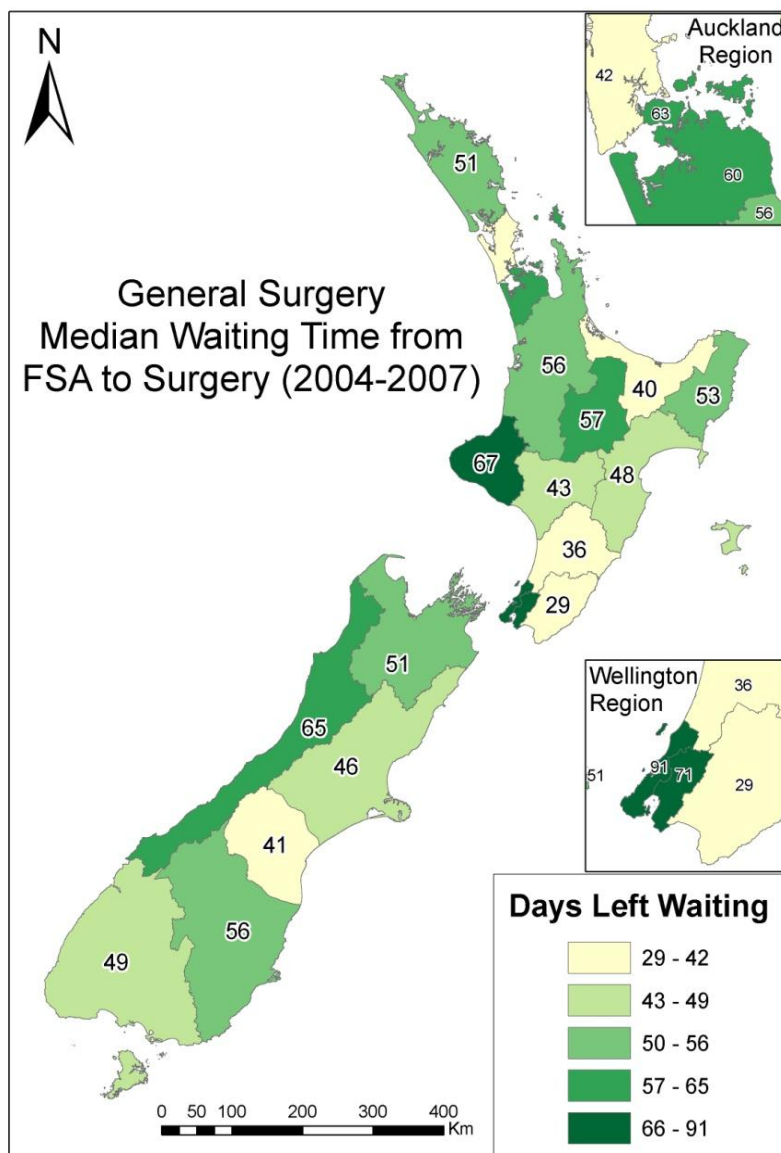 N
General Surgery
Median Waiting Time from
FSA to Surgery (2004-2007)
51
56
40
53
57
67
48
43
36
29
51
65
46
41
56
49
Auckland
Region
42
63
60
56
Wellington
Region
36
51
91
71
29
Days Left Waiting
29 - 42
43 - 49
50 - 56
57 - 65
66 - 91
0 50 100 200 300 400
Km